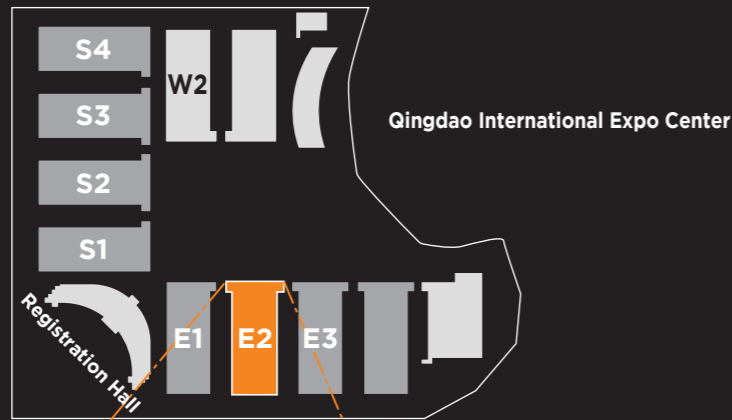 S4
W2
S3
Qingdao International Expo Center
S2
S1
Registration Hall
E1
E2
E3